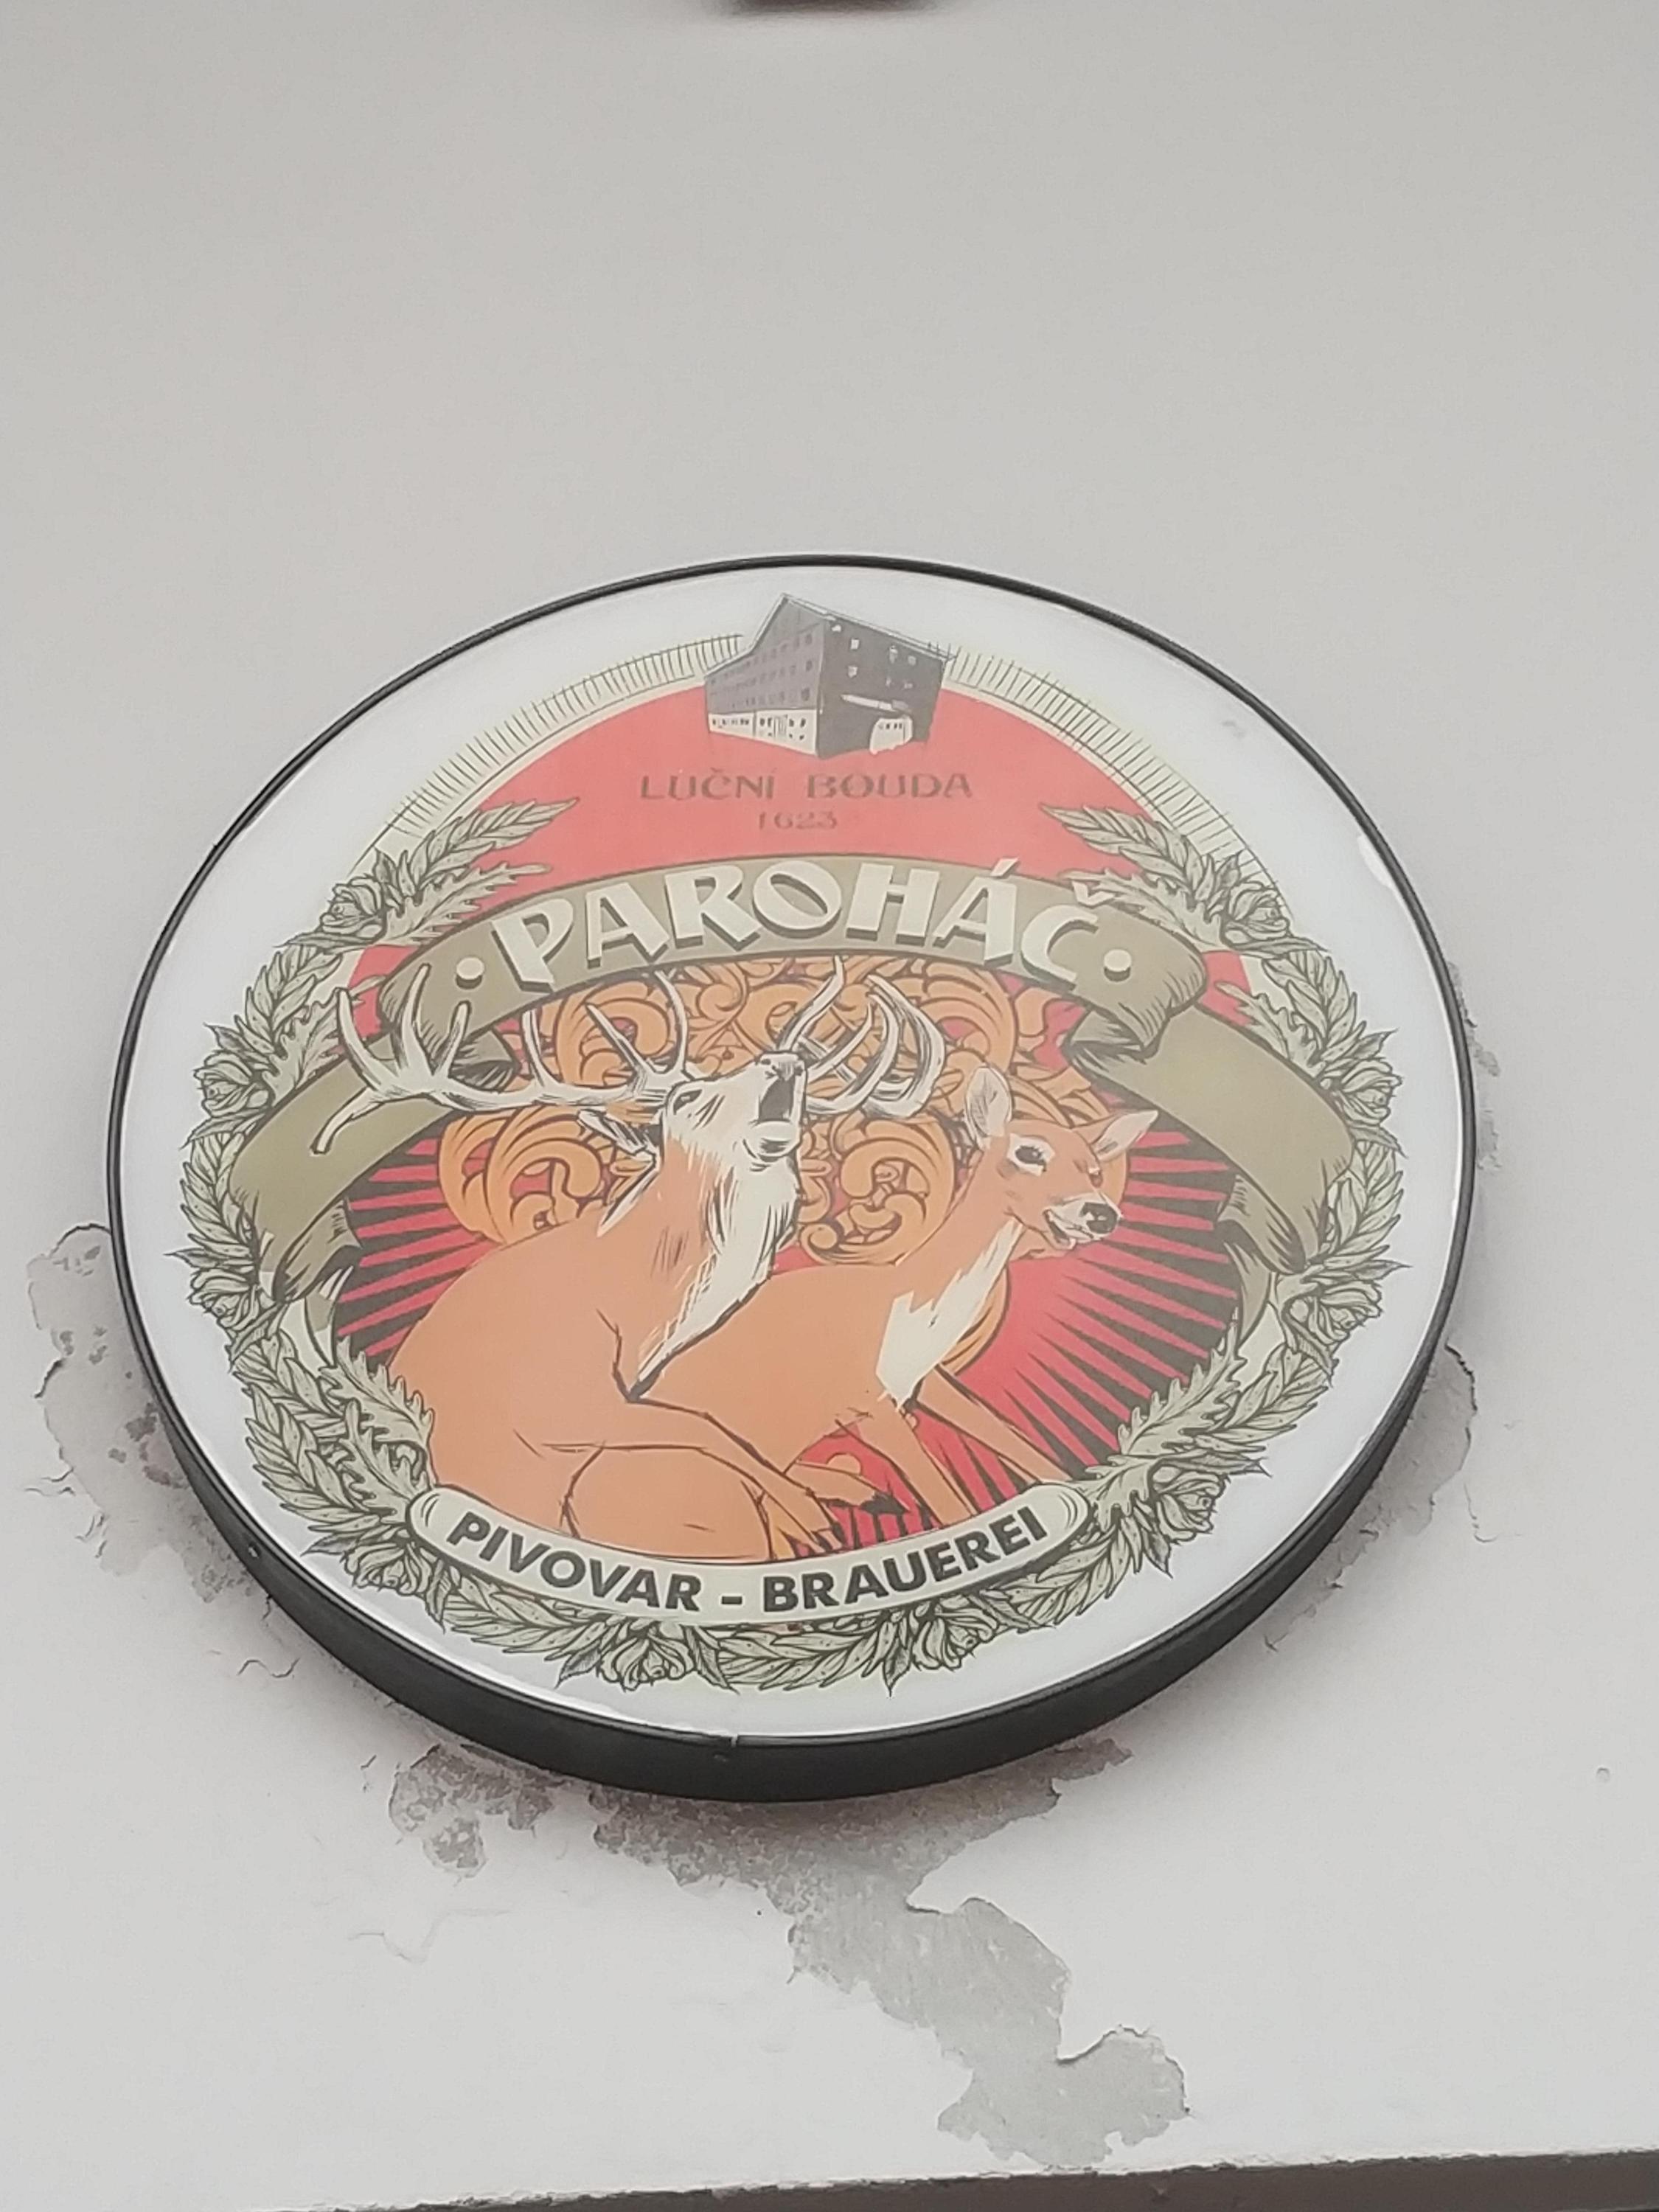 LUČNÍ BOUDA
1623
• PAROHÁČ •
PIVOVAR - BRAUEREI